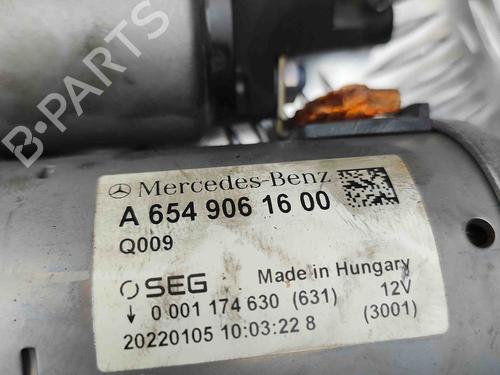 B-PARTS
Mercedes-Benz
A 654 906 16 00
Q009
SEG Made in Hungary
↓ 0 001 174 630 (631) 12V
20220105 10:03:22 8 (3001)